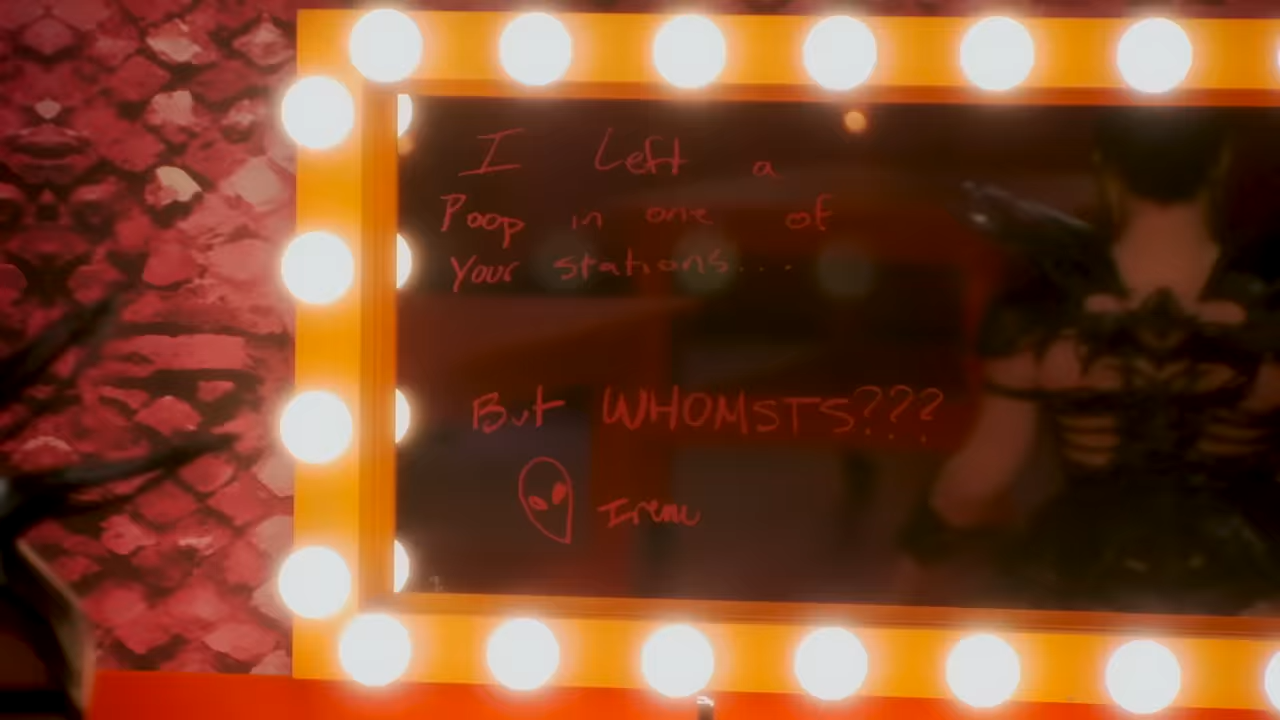 I Left a
Poop in one of
Your stations...
But WHOMSTS???
Irene